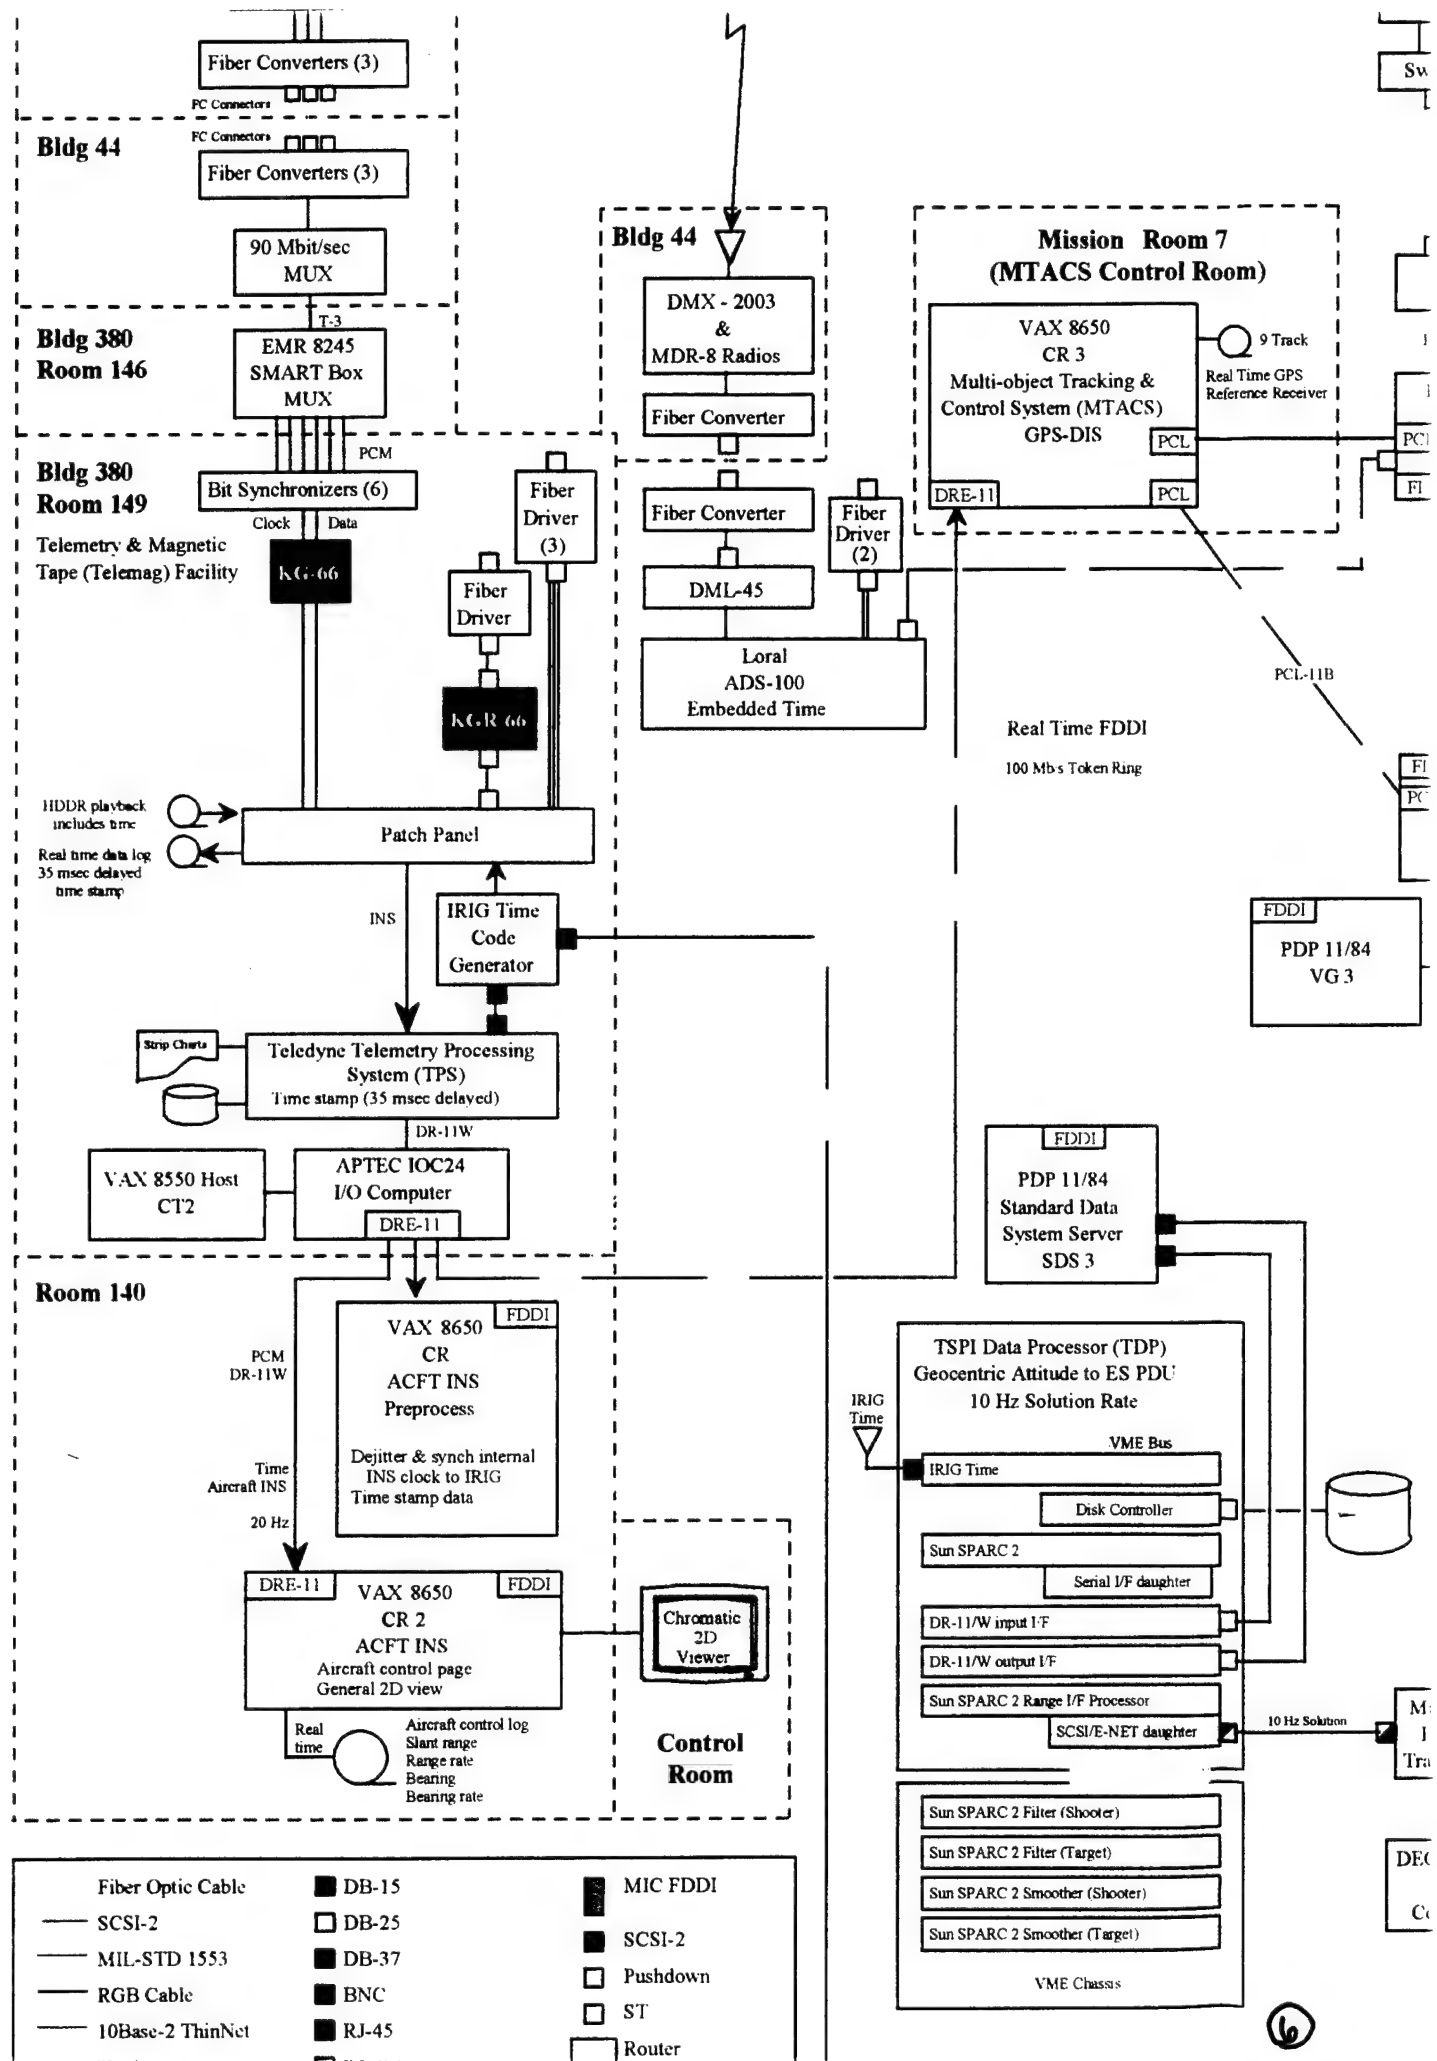 Fiber Converters (3)
FC Connectors
Bldg 44
FC Connectors
Fiber Converters (3)
90 Mbit/sec
MUX
T-3
Bldg 380
Room 146
EMR 8245
SMART Box
MUX
PCM
Bldg 380
Room 149
Bit Synchronizers (6)
Clock Data
Telemetry & Magnetic
Tape (Telemag) Facility
KG-66
Fiber
Driver
(3)
Fiber
Driver
KGR-66
HDDR playback
includes time
Real time data log
35 msec delayed
time stamp
Patch Panel
INS
IRIG Time
Code
Generator
Strip Charts
Teledyne Telemetry Processing
System (TPS)
Time stamp (35 msec delayed)
DR-11W
VAX 8550 Host
CT2
APTEC IOC24
I/O Computer
DRE-11
Room 140
PCM
DR-11W
FDDI
VAX 8650
CR
ACFT INS
Preprocess
Dejitter & synch internal
INS clock to IRIG
Time stamp data
Time
Aircraft INS
20 Hz
DRE-11
FDDI
VAX 8650
CR 2
ACFT INS
Aircraft control page
General 2D view
Real
time
Aircraft control log
Slant range
Range rate
Bearing
Bearing rate
Chromatic
2D
Viewer
Control
Room
Bldg 44
DMX - 2003
&
MDR-8 Radios
Fiber Converter
Fiber Converter
DML-45
Fiber
Driver
(2)
Loral
ADS-100
Embedded Time
Mission Room 7
(MTACS Control Room)
VAX 8650
CR 3
Multi-object Tracking &
Control System (MTACS)
GPS-DIS
PCL
DRE-11
PCL
9 Track
Real Time GPS
Reference Receiver
PCL-11B
Real Time FDDI
100 Mb/s Token Ring
Sw
PCL
FI
FI
PC
FDDI
PDP 11/84
VG 3
FDDI
PDP 11/84
Standard Data
System Server
SDS 3
TSPI Data Processor (TDP)
Geocentric Attitude to ES PDU
10 Hz Solution Rate
IRIG
Time
VME Bus
IRIG Time
Disk Controller
Sun SPARC 2
Serial I/F daughter
DR-11/W input I/F
DR-11/W output I/F
Sun SPARC 2 Range I/F Processor
SCSI/E-NET daughter
10 Hz Solution
Tra
Sun SPARC 2 Filter (Shooter)
Sun SPARC 2 Filter (Target)
Sun SPARC 2 Smoother (Shooter)
Sun SPARC 2 Smoother (Target)
VME Chassis
DEC
Co
Fiber Optic Cable
SCSI-2
MIL-STD 1553
RGB Cable
10Base-2 ThinNet
DB-15
DB-25
DB-37
BNC
RJ-45
MIC FDDI
SCSI-2
Pushdown
ST
Router
6